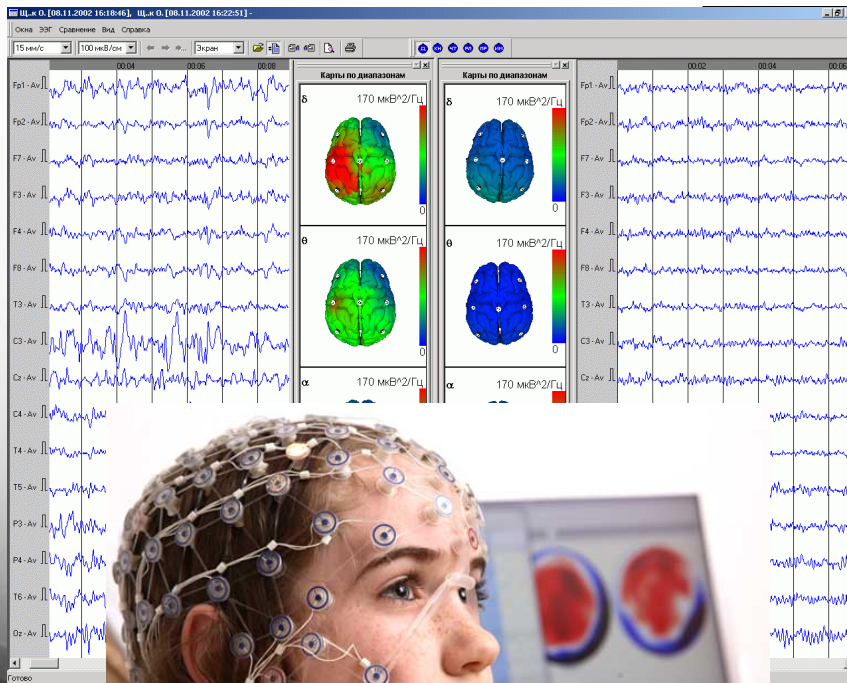 Щ..к О. [08.11.2002 16:18:46], Щ..к О. [08.11.2002 16:22:51] -
Окна ЭЭГ Сравнение Вид Справка
15 мм/с 100 мкВ/см Экран Д КН ЧТ РЛ ПР ИМ
00:04 00:06 00:08
Fp1 - Av
Fp2 - Av
F7 - Av
F3 - Av
F4 - Av
F8 - Av
T3 - Av
C3 - Av
Cz - Av
C4 - Av
T4 - Av
T5 - Av
P3 - Av
P4 - Av
T6 - Av
Oz - Av
Карты по диапазонам
δ 170 мкВ^2/Гц
0
θ 170 мкВ^2/Гц
0
α 170 мкВ^2/Гц
Карты по диапазонам
δ 170 мкВ^2/Гц
0
θ 170 мкВ^2/Гц
0
α 170 мкВ^2/Гц
00:02 00:04 00:06
Fp1 - Av
Fp2 - Av
F7 - Av
F3 - Av
F4 - Av
F8 - Av
T3 - Av
C3 - Av
Cz - Av
Готово